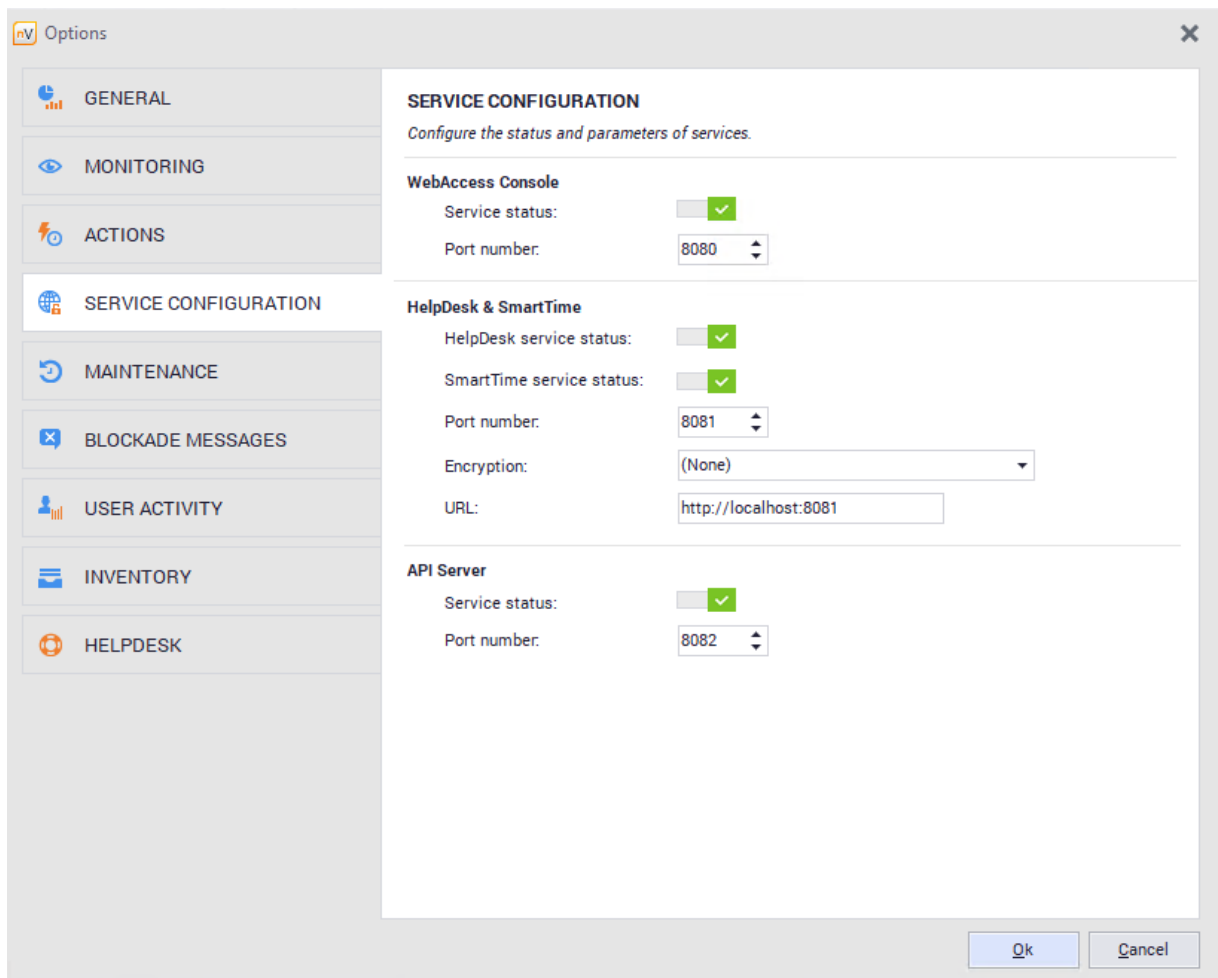 nV Options
GENERAL
MONITORING
ACTIONS
SERVICE CONFIGURATION
MAINTENANCE
BLOCKADE MESSAGES
USER ACTIVITY
INVENTORY
HELPDESK
SERVICE CONFIGURATION
Configure the status and parameters of services.
WebAccess Console
Service status:
Port number: 8080
HelpDesk & SmartTime
HelpDesk service status:
SmartTime service status:
Port number: 8081
Encryption: (None)
URL: http://localhost:8081
API Server
Service status:
Port number: 8082
Ok Cancel